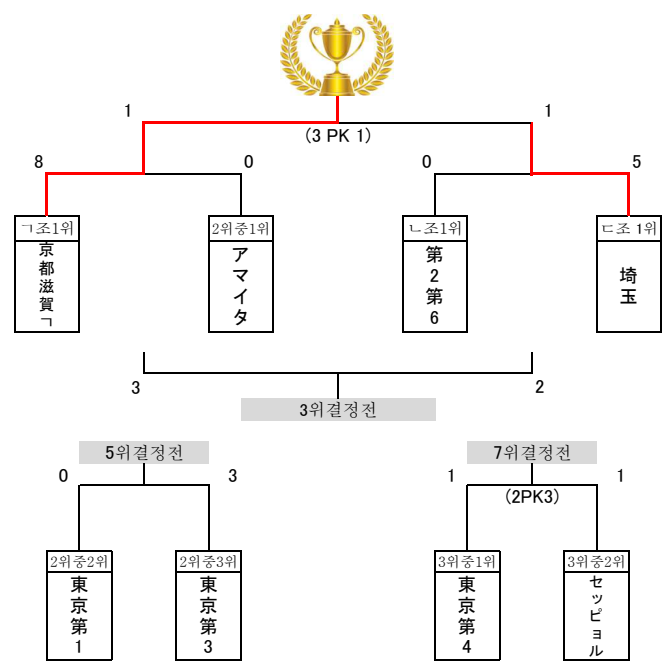 1 1
(3 PK 1)
8 0 0 5
ㄱ조1위 2위중1위 ㄴ조1위 ㄷ조 1위
京都滋賀ㄱ
アマイタ
第2第6
埼玉
3 2
3위결정전
5위결정전 7위결정전
0 3 1 1
(2PK3)
2위중2위 2위중3위 3위중1위 3위중2위
東京第1
東京第3
東京第4
セッピョル